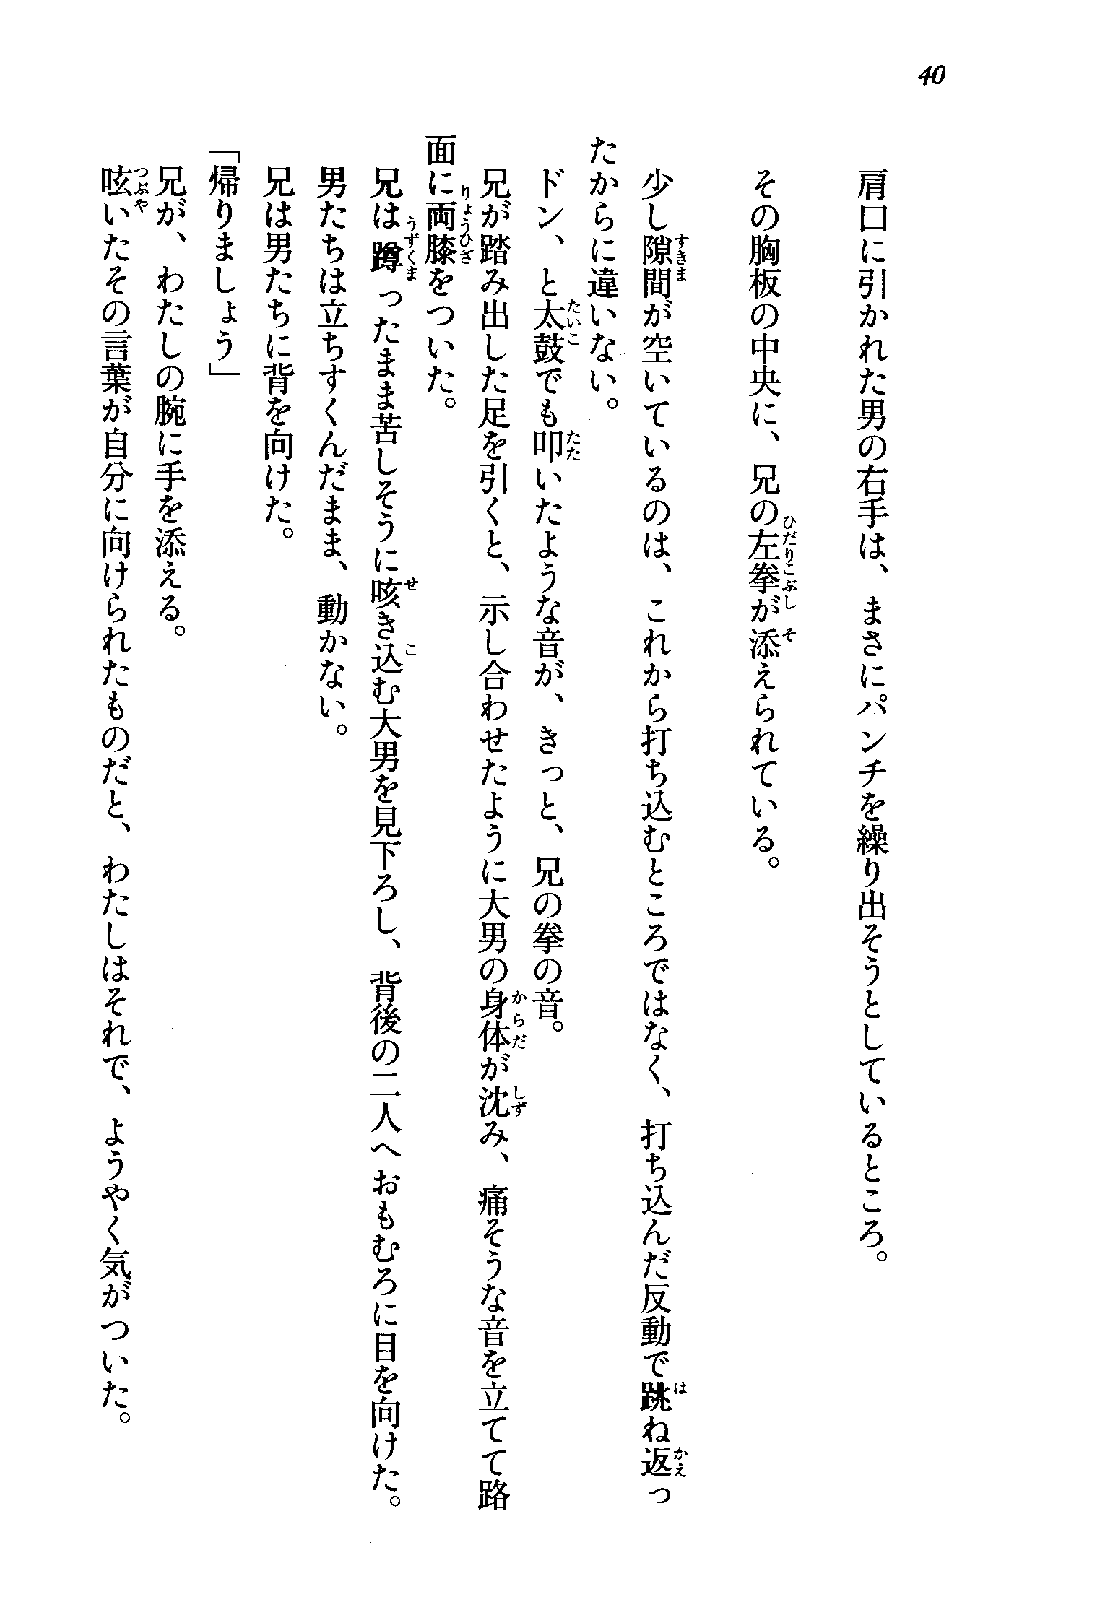 40
肩口に引かれた男の右手は、まさにパンチを繰り出そうとしているところ。
その胸板の中央に、兄の左拳が添えられている。
少し隙間が空いているのは、これから打ち込むところではなく、打ち込んだ反動で跳ね返っ
たからに違いない。
ドン、と太鼓でも叩いたような音が、きっと、兄の拳の音。
兄が踏み出した足を引くと、示し合わせたように大男の身体が沈み、痛そうな音を立てて路
面に両膝をついた。
兄は蹲ったまま苦しそうに咳き込む大男を見下ろし、背後の二人へおもむろに目を向けた。
男たちは立ちすくんだまま、動かない。
兄は男たちに背を向けた。
「帰りましょう」
兄が、わたしの腕に手を添える。
呟いたその言葉が自分に向けられたものだと、わたしはそれで、ようやく気がついた。